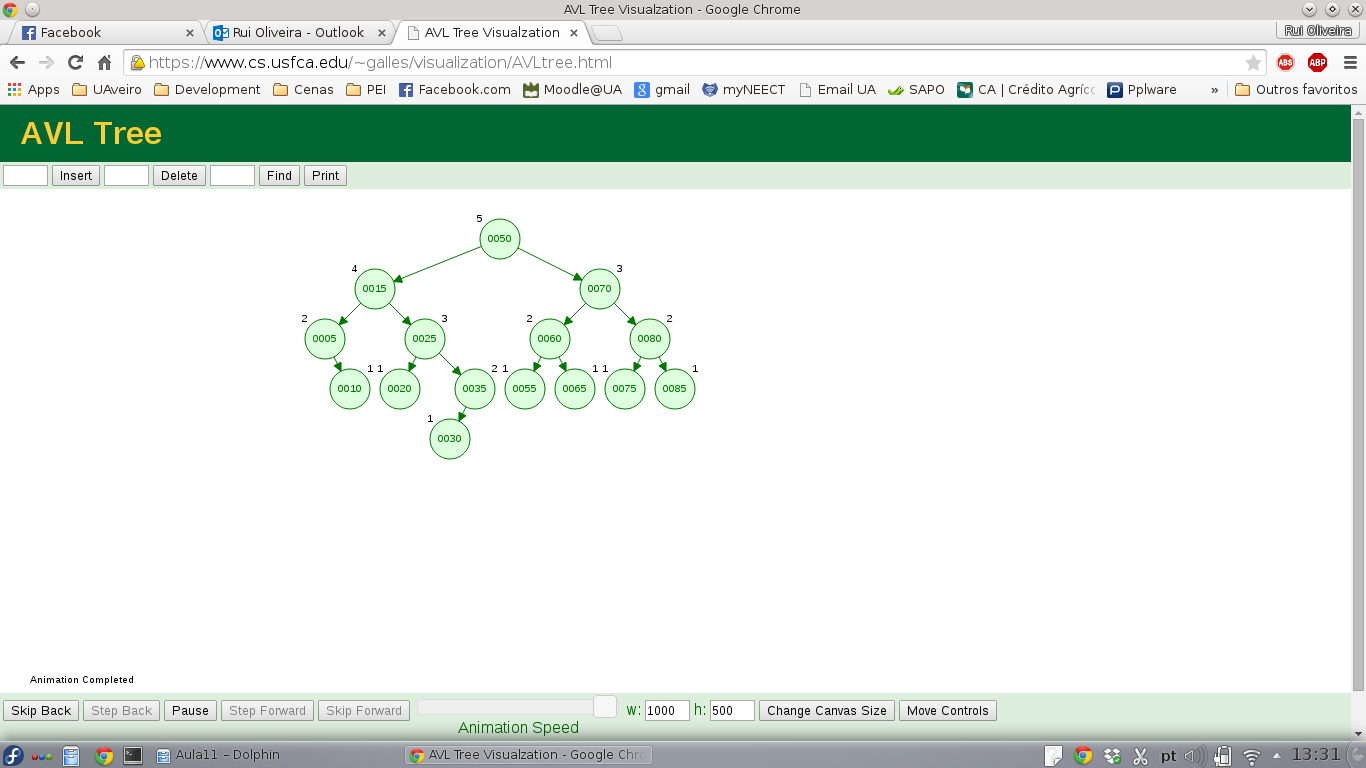 AVL Tree Visualzation - Google Chrome
Facebook Rui Oliveira - Outlook AVL Tree Visualzation Rui Oliveira
https://www.cs.usfca.edu/~galles/visualization/AVLtree.html ABS ABP
Apps UAveiro Development Cenas PEI Facebook.com Moodle@UA gmail myNEECT Email UA SAPO CA | Crédito Agríco Pplware » Outros favoritos
AVL Tree
Insert Delete Find Print
5
0050
4 3
0015 0070
2 3 2 2
0005 0025 0060 0080
1 1 2 1 1 1 1
0010 0020 0035 0055 0065 0075 0085
1
0030
Animation Completed
Skip Back Step Back Pause Step Forward Skip Forward w: 1000 h: 500 Change Canvas Size Move Controls
Animation Speed
Aula11 – Dolphin AVL Tree Visualzation - Google Chro pt 13:31